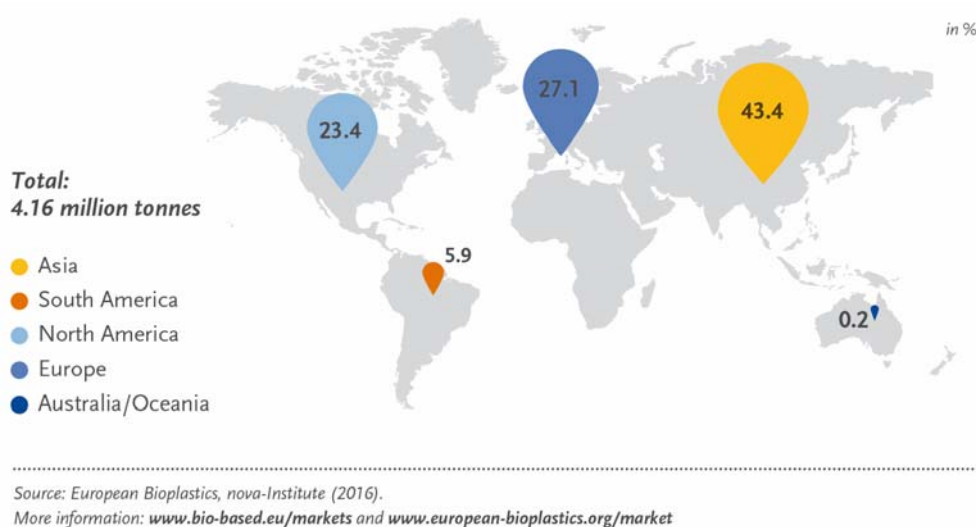 in %
27.1
43.4
23.4
Total:
4.16 million tonnes
5.9
Asia
South America
North America
0.2
Europe
Australia/Oceania
Source: European Bioplastics, nova-Institute (2016).
More information: www.bio-based.eu/markets and www.european-bioplastics.org/market